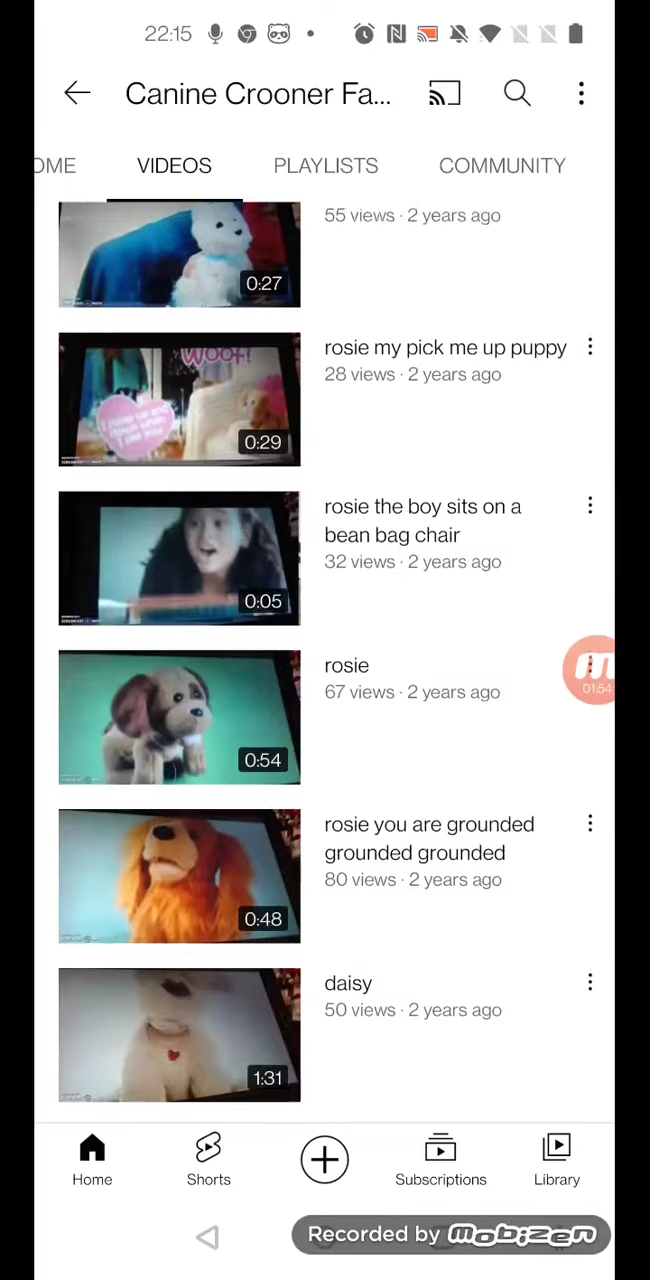 22:15
Canine Crooner Fa...
OME VIDEOS PLAYLISTS COMMUNITY
55 views · 2 years ago
0:27
WOOF!
rosie my pick me up puppy
28 views · 2 years ago
0:29
rosie the boy sits on a
bean bag chair
32 views · 2 years ago
0:05
rosie
67 views · 2 years ago
0:54
01:54
rosie you are grounded
grounded grounded
80 views · 2 years ago
0:48
daisy
50 views · 2 years ago
1:31
Home Shorts Subscriptions Library
Recorded by mobizen